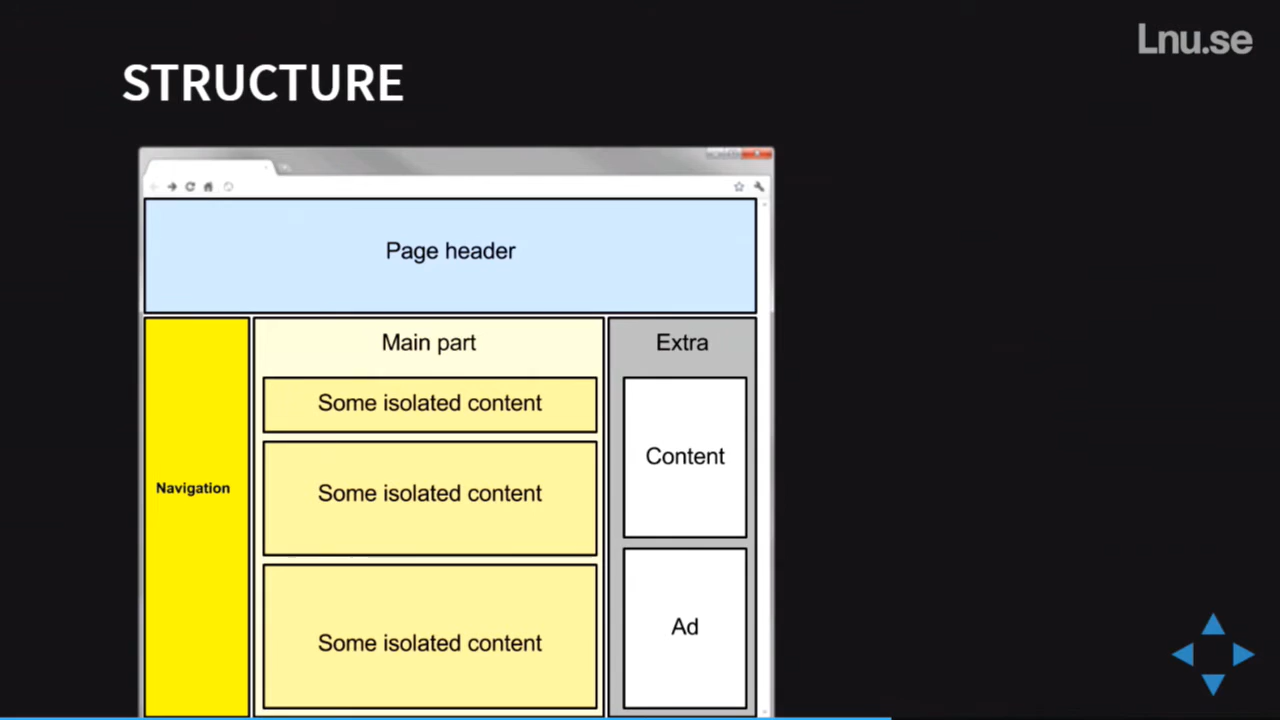 Lnu.se
STRUCTURE
Page header
Navigation
Main part
Some isolated content
Some isolated content
Some isolated content
Extra
Content
Ad